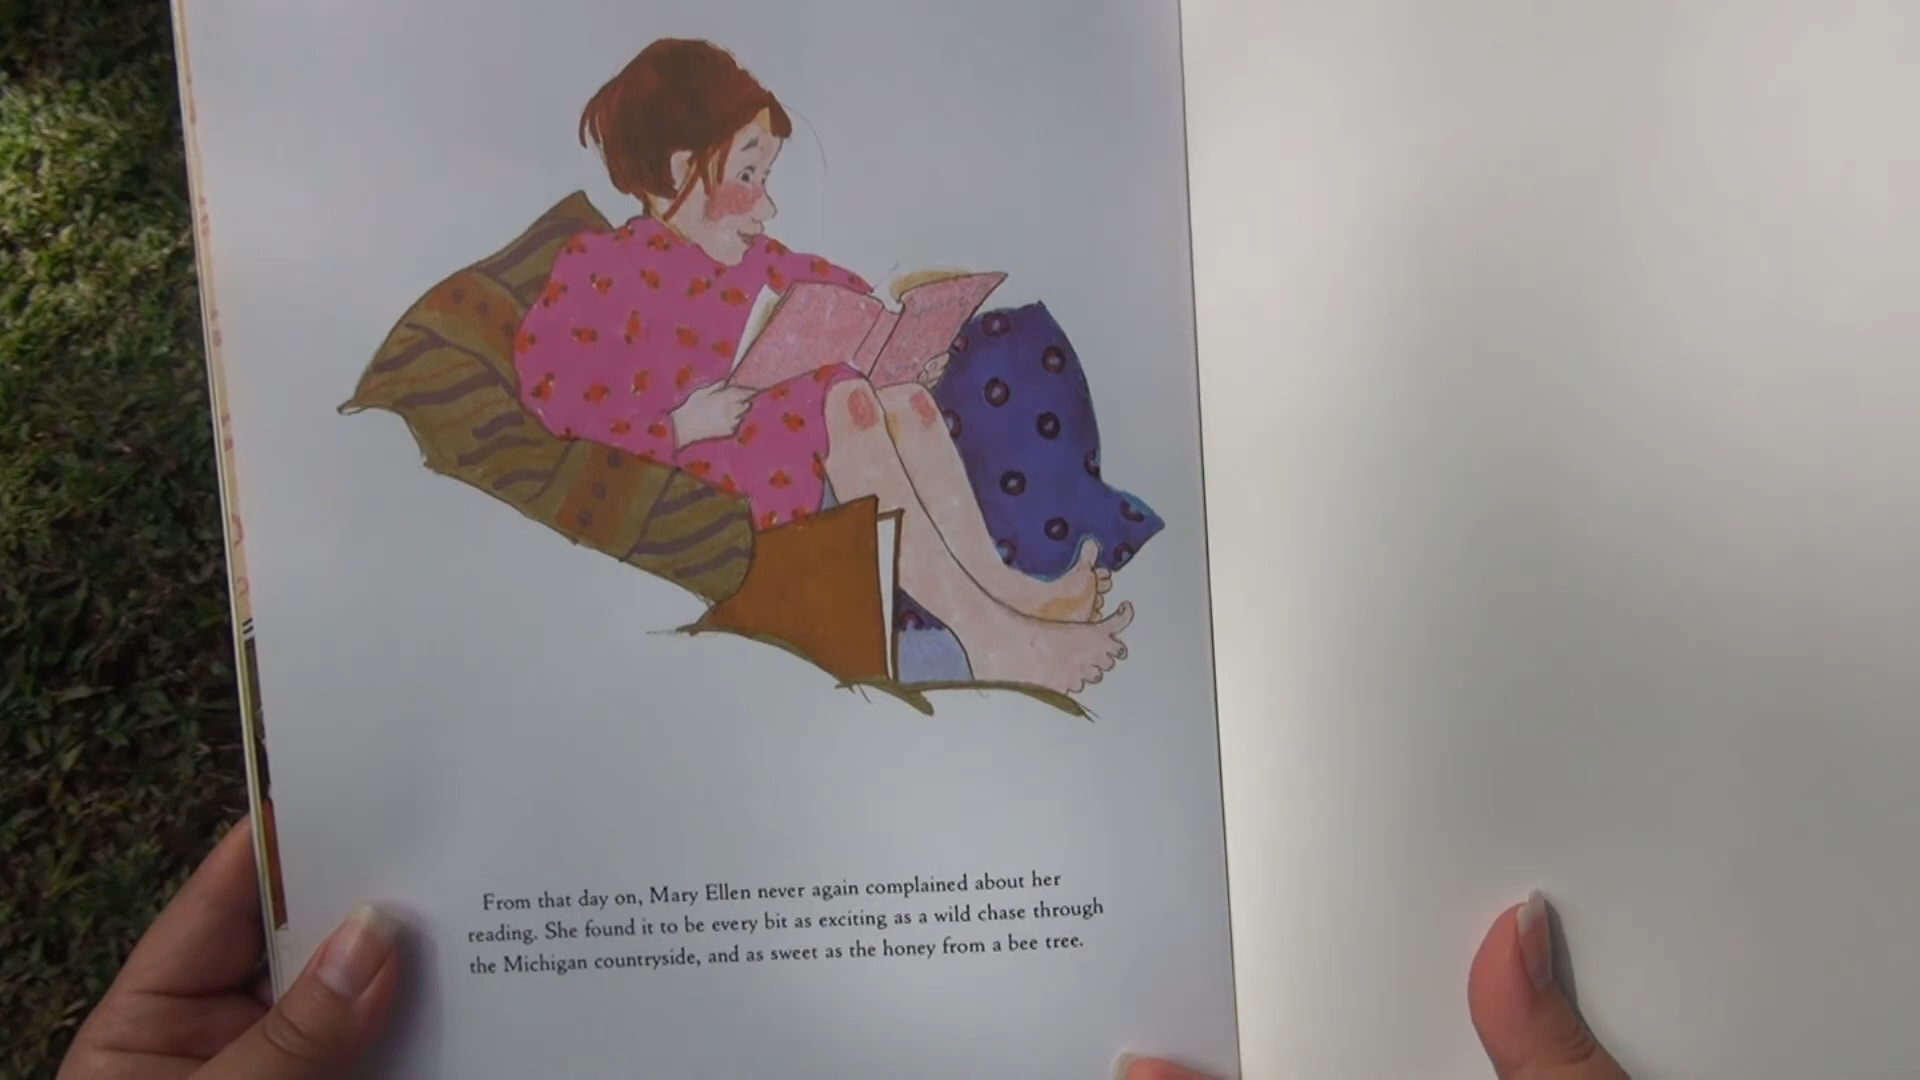 From that day on, Mary Ellen never again complained about her
reading. She found it to be every bit as exciting as a wild chase through
the Michigan countryside, and as sweet as the honey from a bee tree.